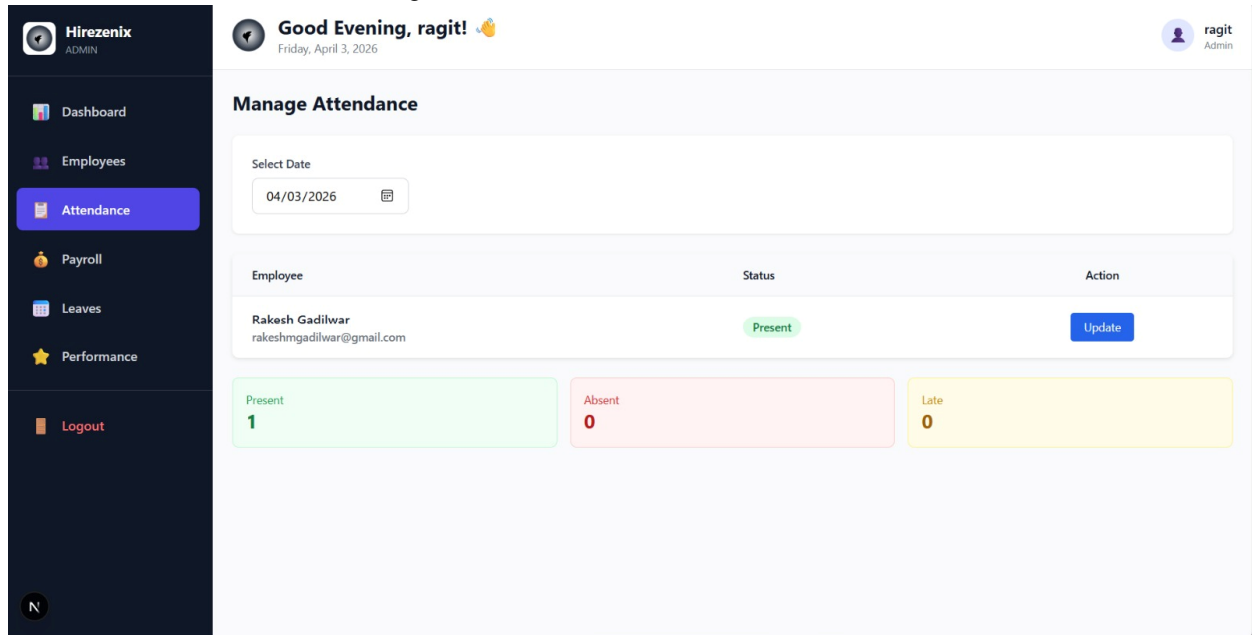 Hirezenix
ADMIN
Dashboard
Employees
Attendance
Payroll
Leaves
Performance
Logout
N
Good Evening, ragit! 👋
Friday, April 3, 2026
ragit
Admin
Manage Attendance
Select Date
04/03/2026
Employee Status Action
Rakesh Gadilwar
rakeshmgadilwar@gmail.com
Present
Update
Present
1
Absent
0
Late
0